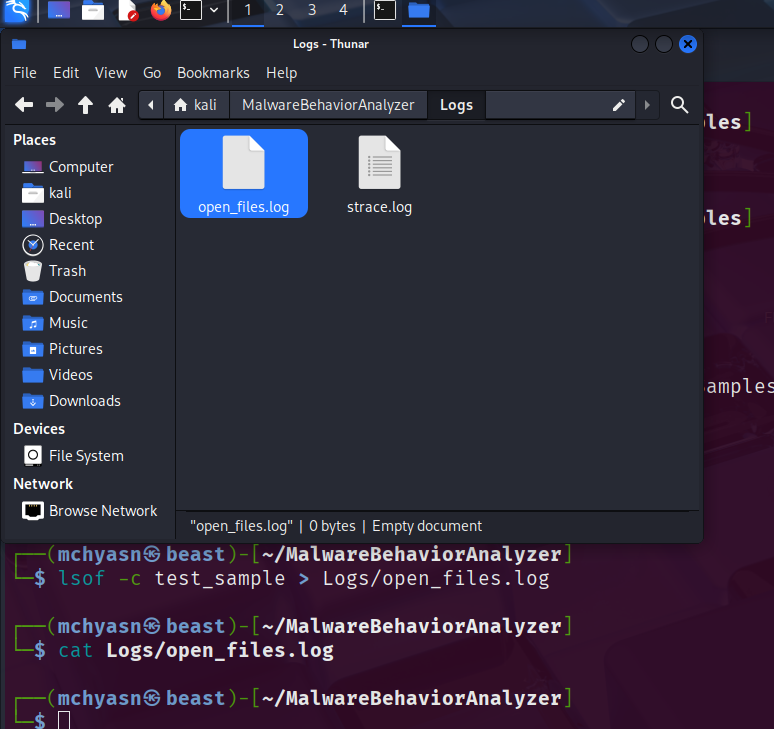 1 2 3 4
Logs - Thunar
File Edit View Go Bookmarks Help
kali MalwareBehaviorAnalyzer Logs
Places
Computer
kali
Desktop
Recent
Trash
Documents
Music
Pictures
Videos
Downloads
Devices
File System
Network
Browse Network
open_files.log strace.log
"open_files.log" | 0 bytes | Empty document
les]
les]
amples
┌──(mchyasn㉿beast)-[~/MalwareBehaviorAnalyzer]
└─$ lsof -c test_sample > Logs/open_files.log
┌──(mchyasn㉿beast)-[~/MalwareBehaviorAnalyzer]
└─$ cat Logs/open_files.log
┌──(mchyasn㉿beast)-[~/MalwareBehaviorAnalyzer]
└─$